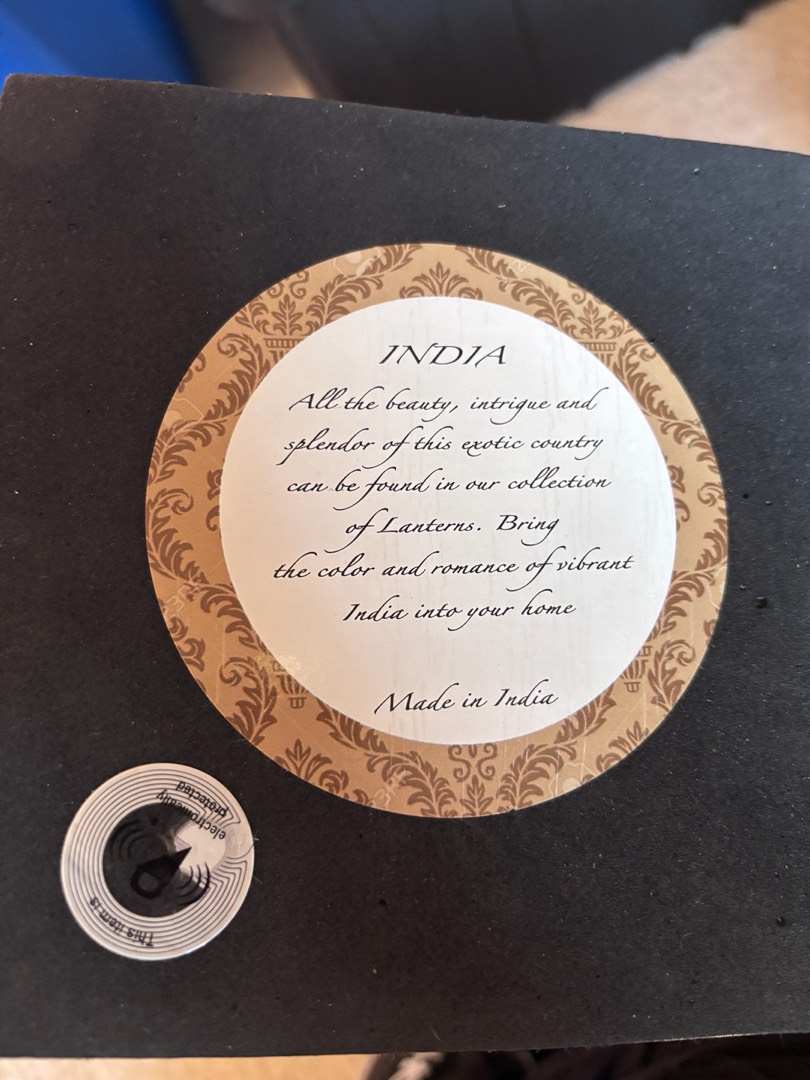 INDIA
All the beauty, intrigue and
splendor of this exotic country
can be found in our collection
of Lanterns. Bring
the color and romance of vibrant
India into your home
Made in India
This item is
electronically
protected